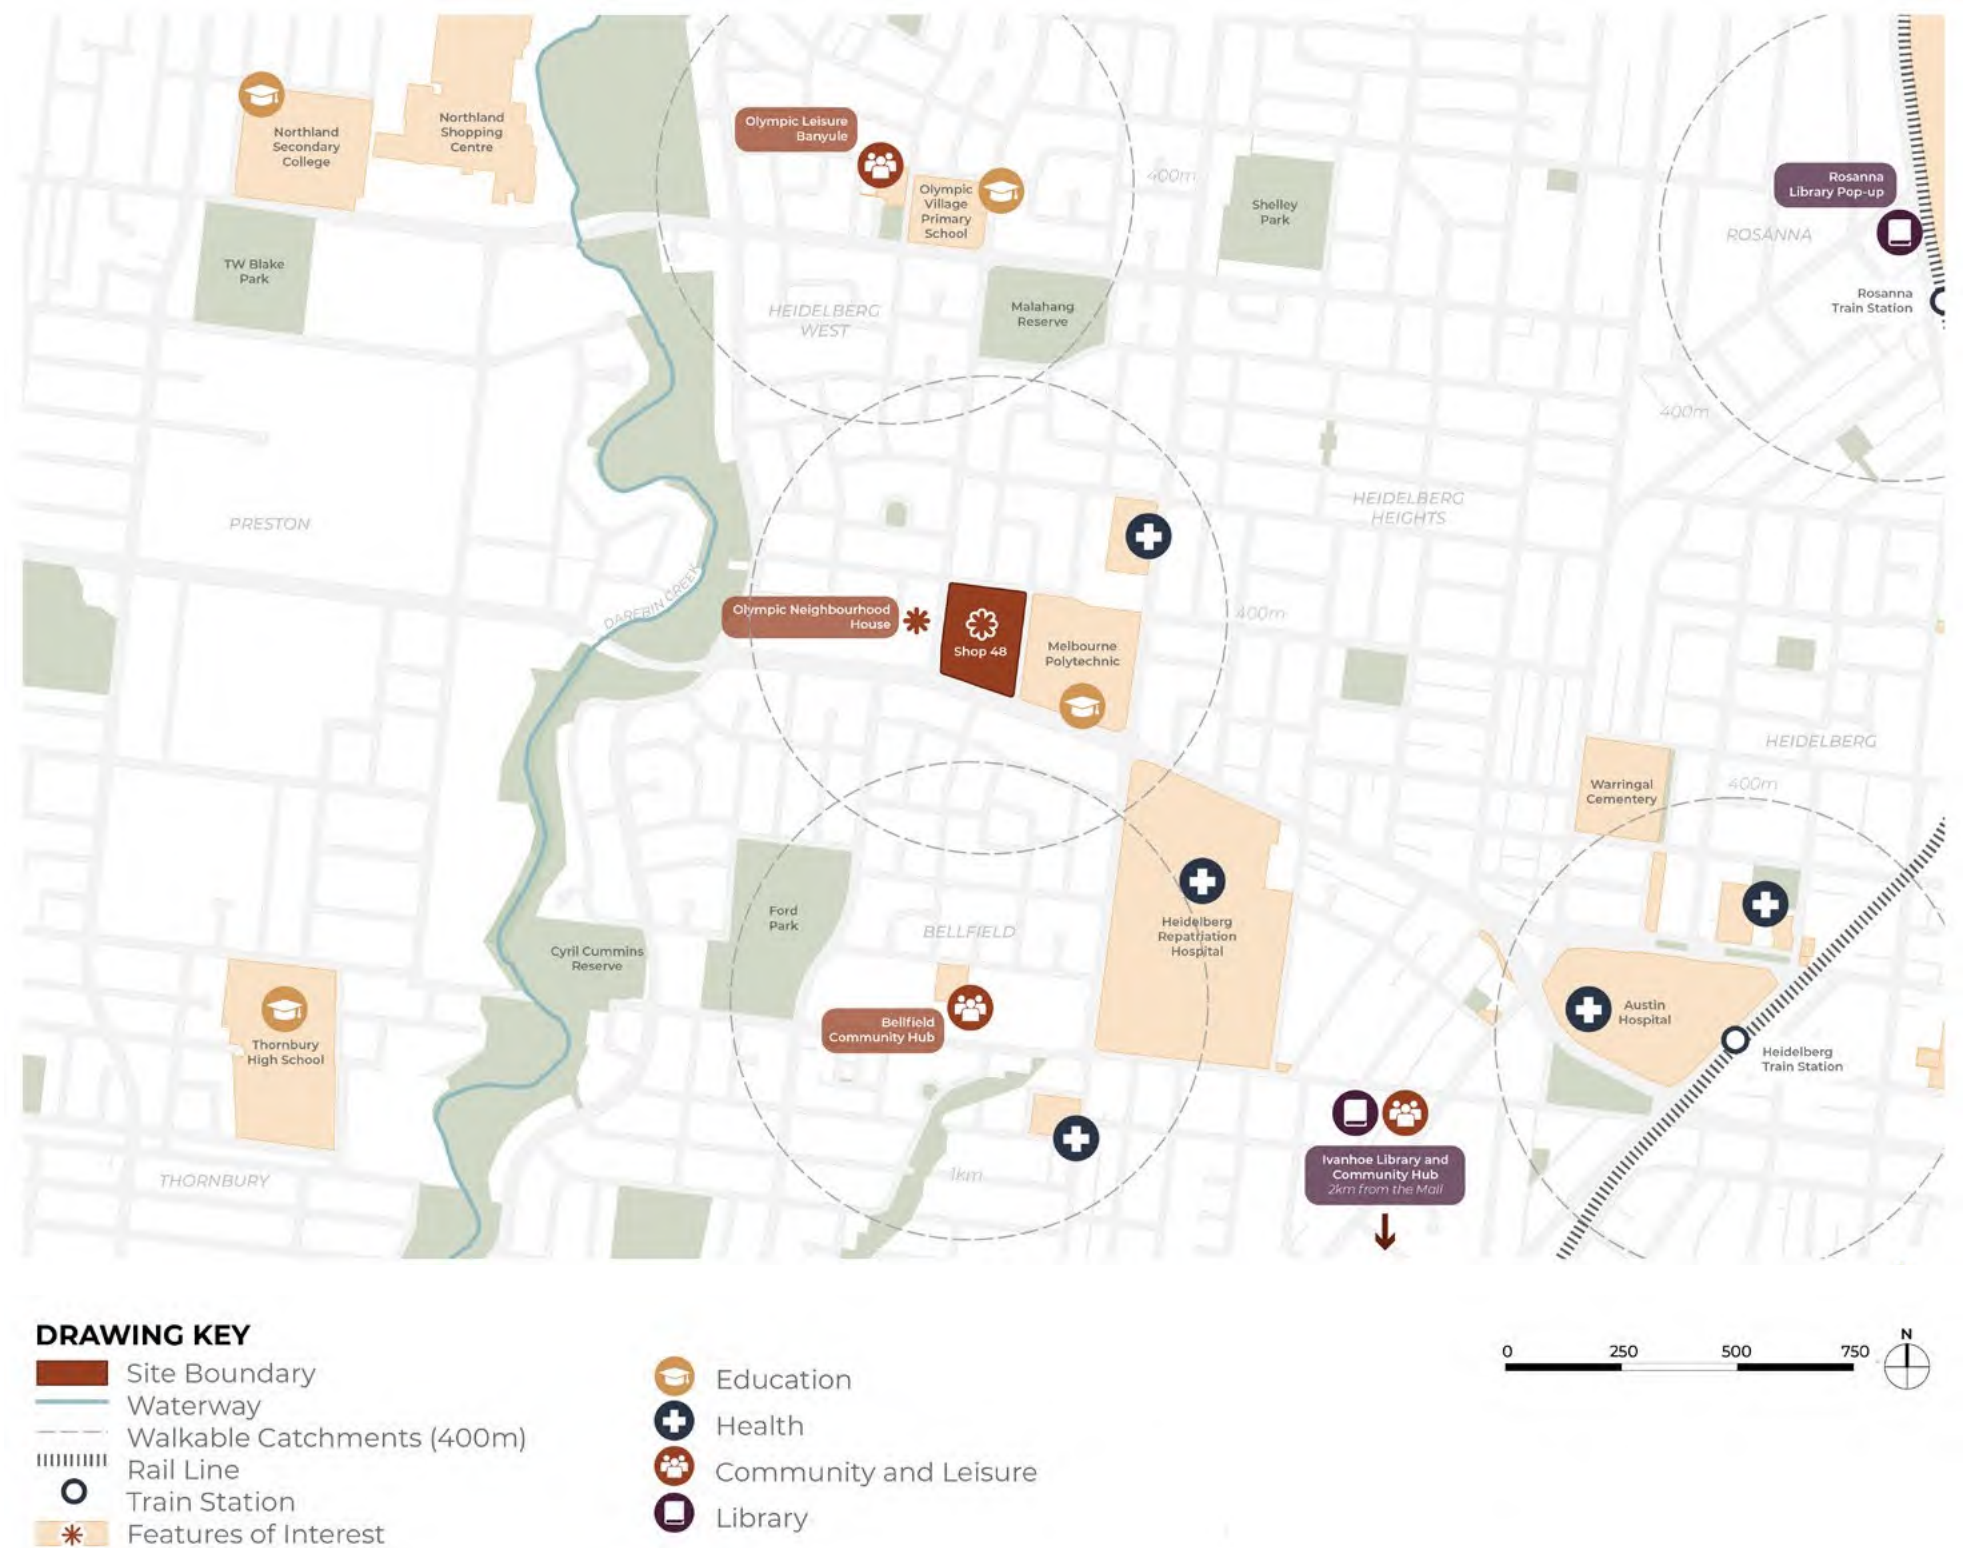 Northland
Secondary
College
Northland
Shopping
Centre
Olympic Leisure
Banyule
Olympic
Village
Primary
School
400m
Shelley
Park
Rosanna
Library Pop-up
ROSANNA
Rosanna
Train Station
TW Blake
Park
HEIDELBERG
WEST
Malahang
Reserve
400m
PRESTON
HEIDELBERG
HEIGHTS
DAREBIN CREEK
Olympic Neighbourhood
House
Shop 48
Melbourne
Polytechnic
400m
HEIDELBERG
Warringal
Cementery
400m
Ford
Park
BELLFIELD
Heidelberg
Repatriation
Hospital
Cyril Cummins
Reserve
Bellfield
Community Hub
Austin
Hospital
Heidelberg
Train Station
Thornbury
High School
1km
Ivanhoe Library and
Community Hub
2km from the Mall
THORNBURY
DRAWING KEY
Site Boundary
Waterway
Walkable Catchments (400m)
Rail Line
Train Station
Features of Interest
Education
Health
Community and Leisure
Library
0 250 500 750
N